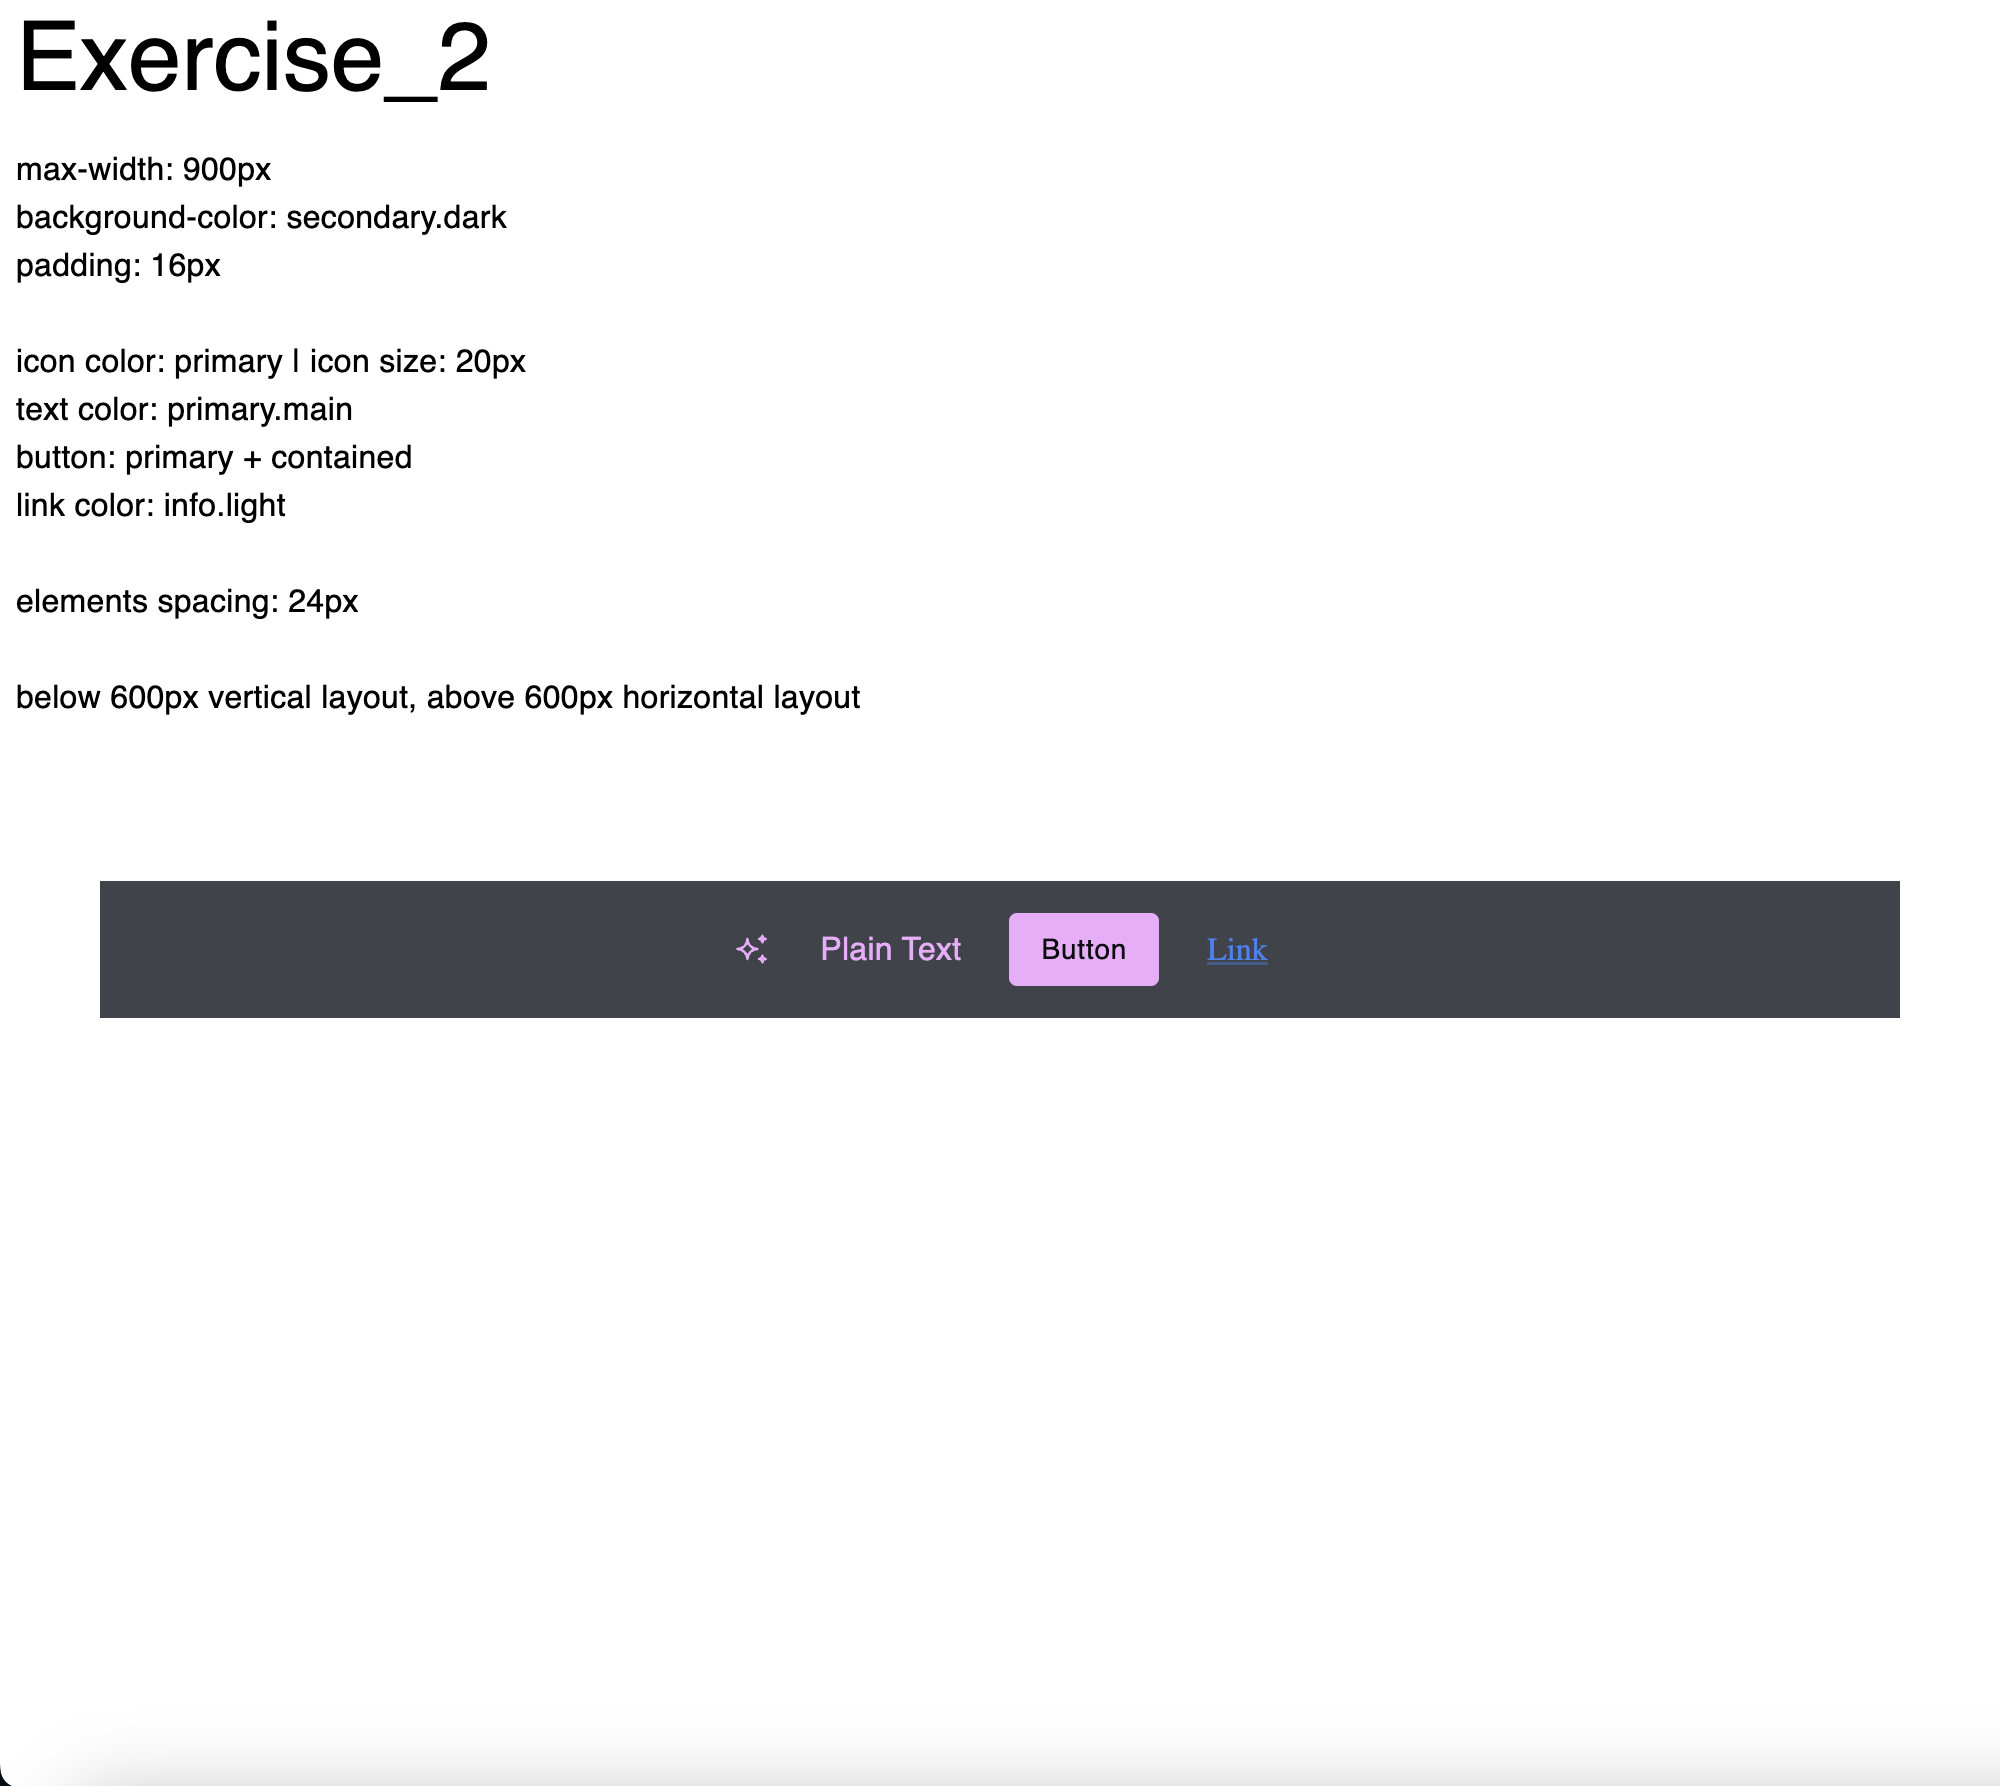 Exercise_2
max-width: 900px
background-color: secondary.dark
padding: 16px
icon color: primary | icon size: 20px
text color: primary.main
button: primary + contained
link color: info.light
elements spacing: 24px
below 600px vertical layout, above 600px horizontal layout
Plain Text Button Link